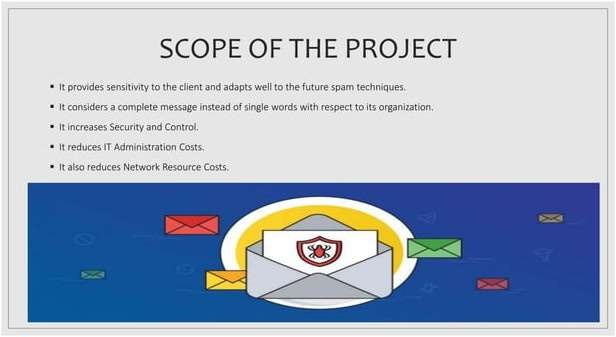 SCOPE OF THE PROJECT
▪ It provides sensitivity to the client and adapts well to the future spam techniques.
▪ It considers a complete message instead of single words with respect to its organization.
▪ It increases Security and Control.
▪ It reduces IT Administration Costs.
▪ It also reduces Network Resource Costs.